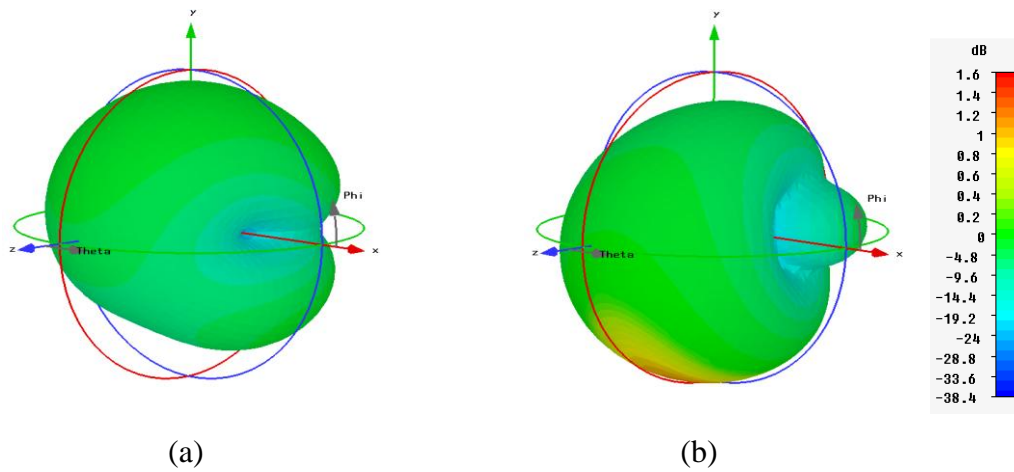 y
Phi
z
Theta
x
(a)
y
Phi
z
Theta
x
(b)
dB
1.6
1.4
1.2
1
0.8
0.6
0.4
0.2
0
-4.8
-9.6
-14.4
-19.2
-24
-28.8
-33.6
-38.4